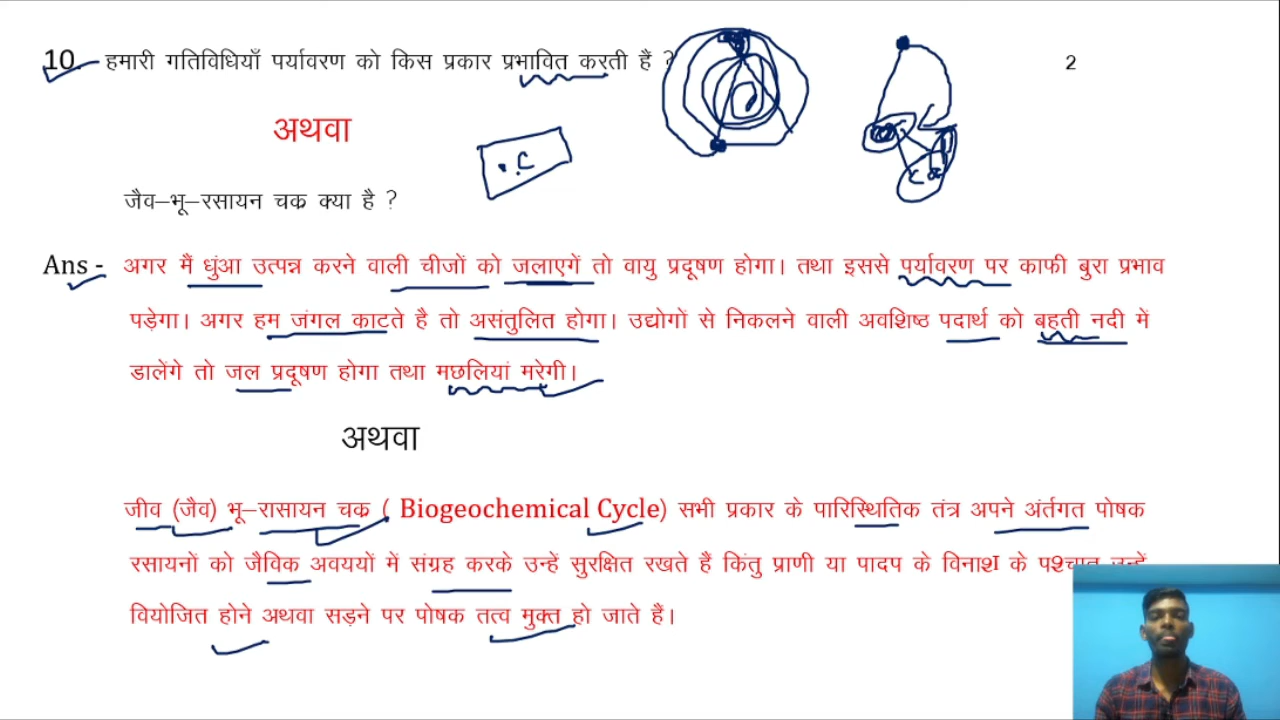 10 हमारी गतिविधियाँ पर्यावरण को किस प्रकार प्रभावित करती हैं ? 2
अथवा
.c
जैव–भू–रसायन चक्र क्या है ?
Ans - अगर मैं धुंआ उत्पन्न करने वाली चीजों को जलाएगें तो वायु प्रदूषण होगा। तथा इससे पर्यावरण पर काफी बुरा प्रभाव
पड़ेगा। अगर हम जंगल काटते है तो असंतुलित होगा। उद्योगों से निकलने वाली अवशिष्ठ पदार्थ को बहती नदी में
डालेंगे तो जल प्रदूषण होगा तथा मछलियां मरेगी।
अथवा
जीव (जैव) भू–रासायन चक्र ( Biogeochemical Cycle) सभी प्रकार के पारिस्थितिक तंत्र अपने अंर्तगत पोषक
रसायनों को जैविक अवययों में संग्रह करके उन्हें सुरक्षित रखते हैं किंतु प्राणी या पादप के विनाश के पश्चात उन्हें
वियोजित होने अथवा सड़ने पर पोषक तत्व मुक्त हो जाते हैं।